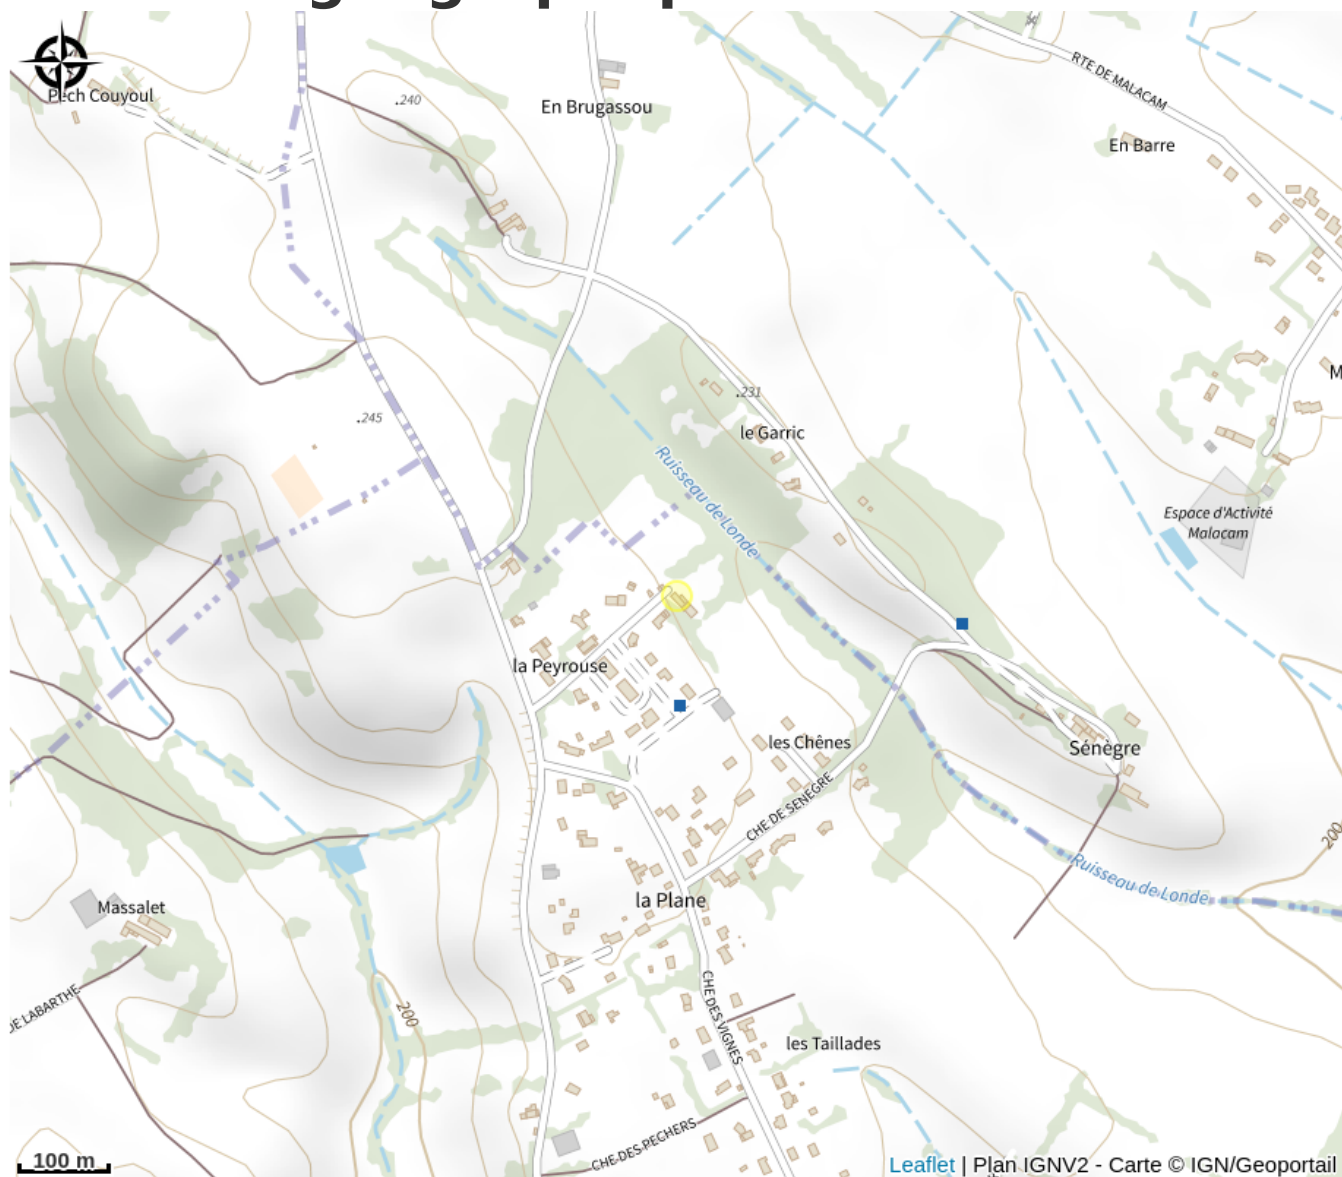 Pech Couyoul
.240
En Brugassou
RTE DE MALACAM
En Barre
.231
.245
le Garric
M
Ruisseau de Londe
Espace d'Activité
Malacam
la Peyrouse
les Chênes
Sénègre
CHE DE SENEGRE
200
Ruisseau de Londe
la Plane
Massalet
DE LABARTHE
200
CHE DES VIGNES
les Taillades
CHE DES PECHERS
100 m
Leaflet | Plan IGNV2 - Carte © IGN/Geoportail